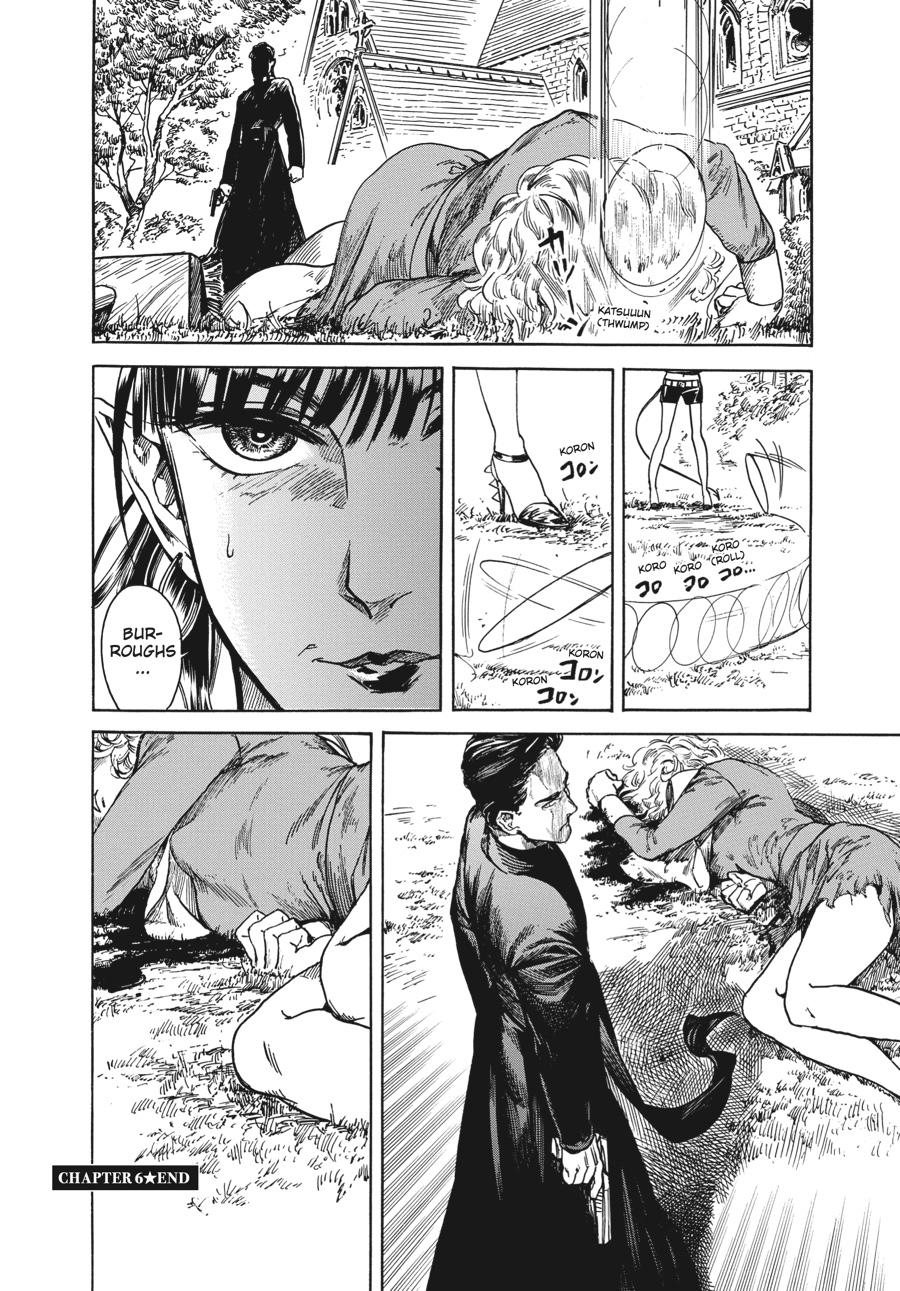 カツーン
KATSUUUN
(THWUMP)
KORO
(ROLL)
KORO
KORO
コロ
コロ
コロ…
KORON
コロン
KORON
コロン
KORON
コロン
BUR-
ROUGHS
...
CHAPTER 6★END